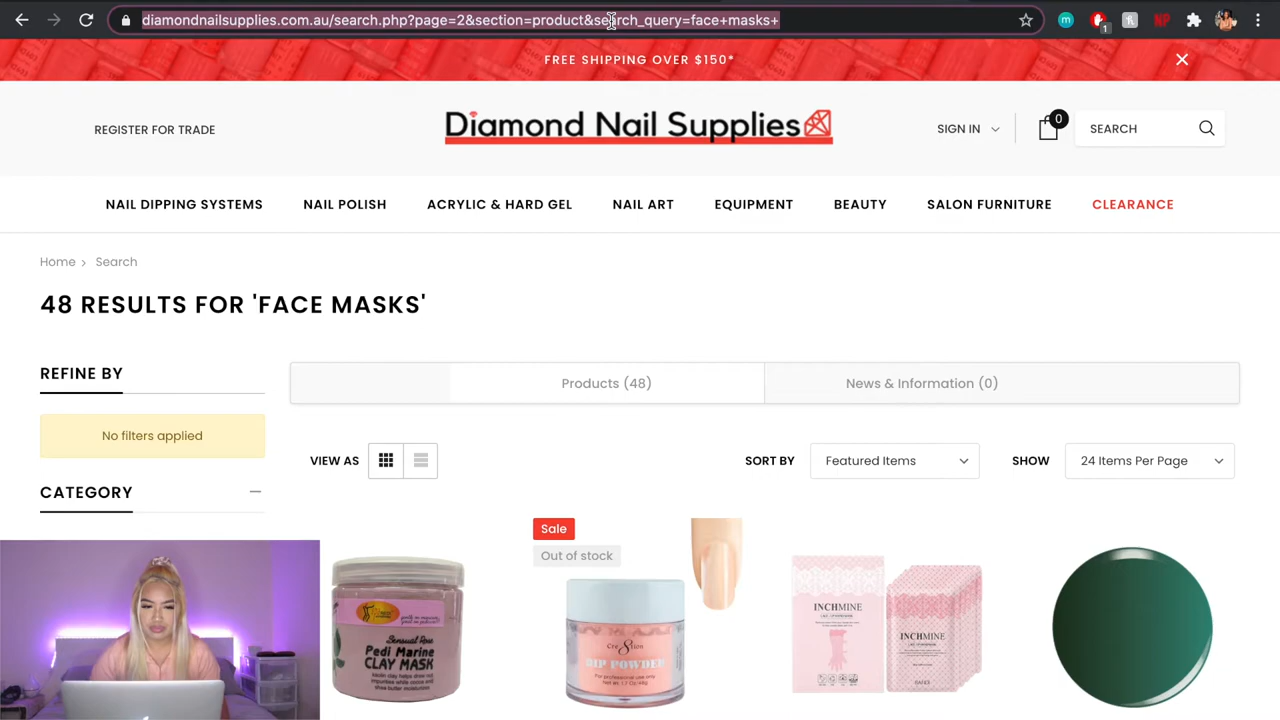 diamondnailsupplies.com.au/search.php?page=2&section=product&search_query=face+masks+
1
FREE SHIPPING OVER $150*
REGISTER FOR TRADE
Diamond Nail Supplies
SIGN IN
0
SEARCH
NAIL DIPPING SYSTEMS
NAIL POLISH
ACRYLIC & HARD GEL
NAIL ART
EQUIPMENT
BEAUTY
SALON FURNITURE
CLEARANCE
Home > Search
48 RESULTS FOR 'FACE MASKS'
REFINE BY
No filters applied
CATEGORY
Products (48)
News & Information (0)
VIEW AS
SORT BY
Featured Items
SHOW
24 Items Per Page
Sensual Rose
Pedi Marine
CLAY MASK
Sale
Out of stock
Cre8tion
DIP POWDER
INCHMINE
INCHMINE